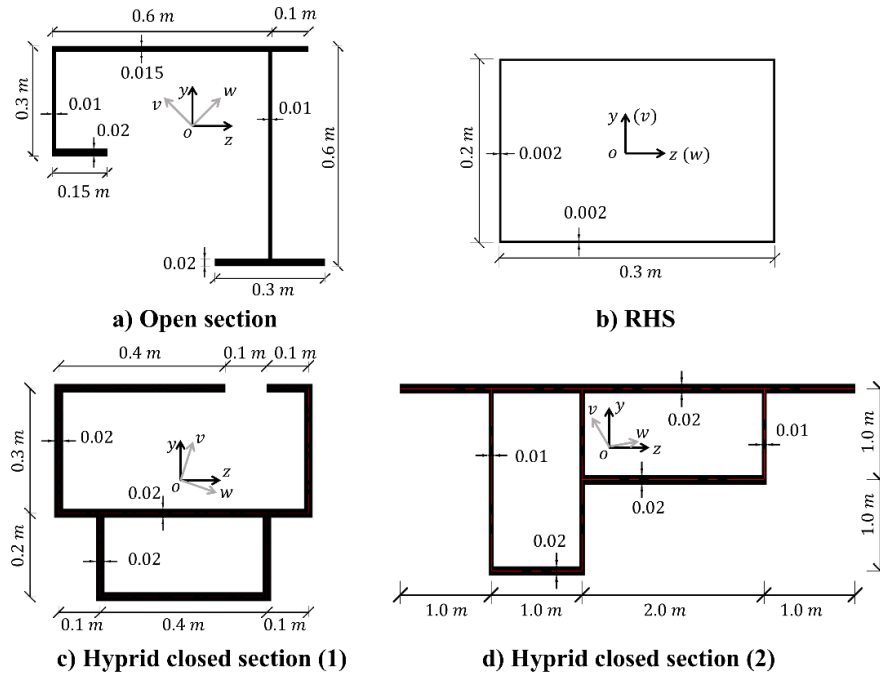 0.6 m
0.1 m
0.015
0.3 m
0.01
0.02
0.15 m
y
v
w
o
z
0.01
0.6 m
0.02
0.3 m
a) Open section
0.2 m
0.002
y (v)
o
z (w)
0.002
0.3 m
b) RHS
0.4 m
0.1 m
0.1 m
0.3 m
0.02
y
v
z
o
w
0.02
0.2 m
0.02
0.1 m
0.4 m
0.1 m
c) Hyprid closed section (1)
v
y
w
o
z
0.02
0.01
0.01
0.02
0.02
1.0 m
1.0 m
1.0 m
1.0 m
2.0 m
1.0 m
d) Hyprid closed section (2)